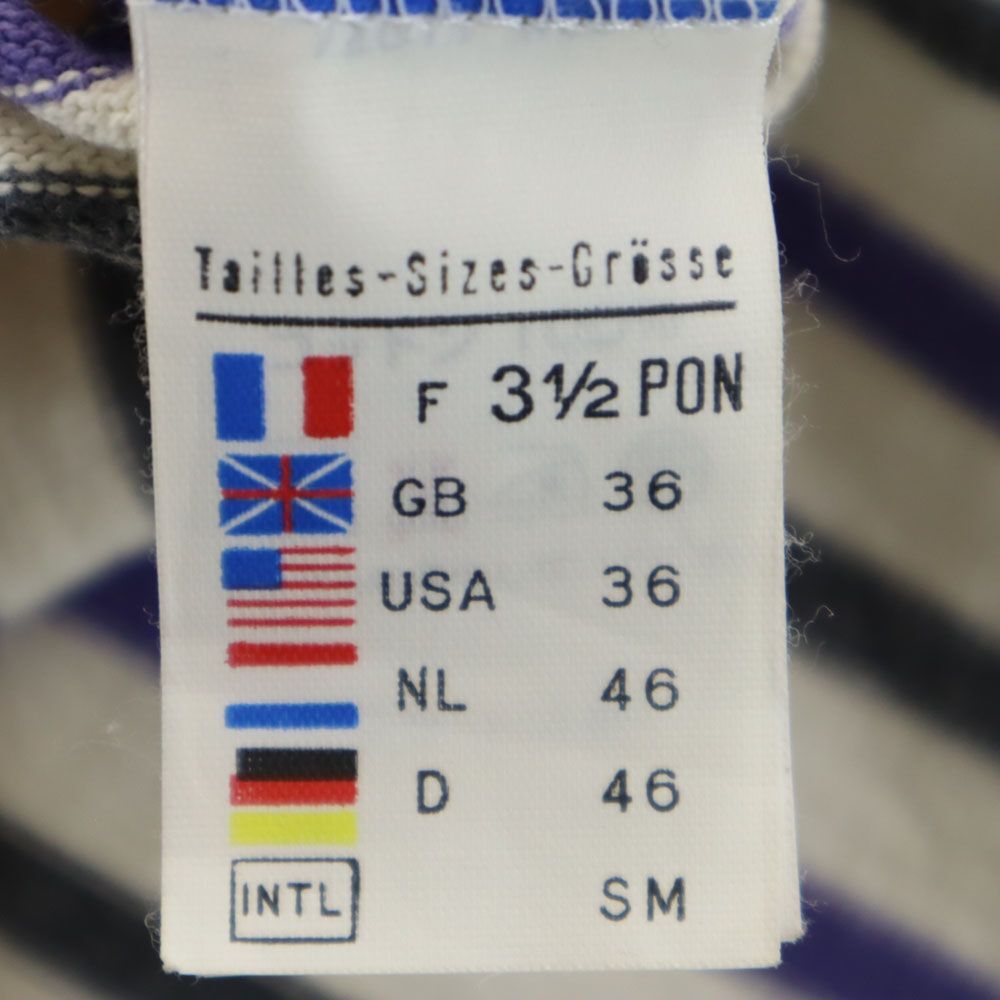 Tailles-Sizes-Grösse
F 3½ PON
GB 36
USA 36
NL 46
D 46
INTL SM